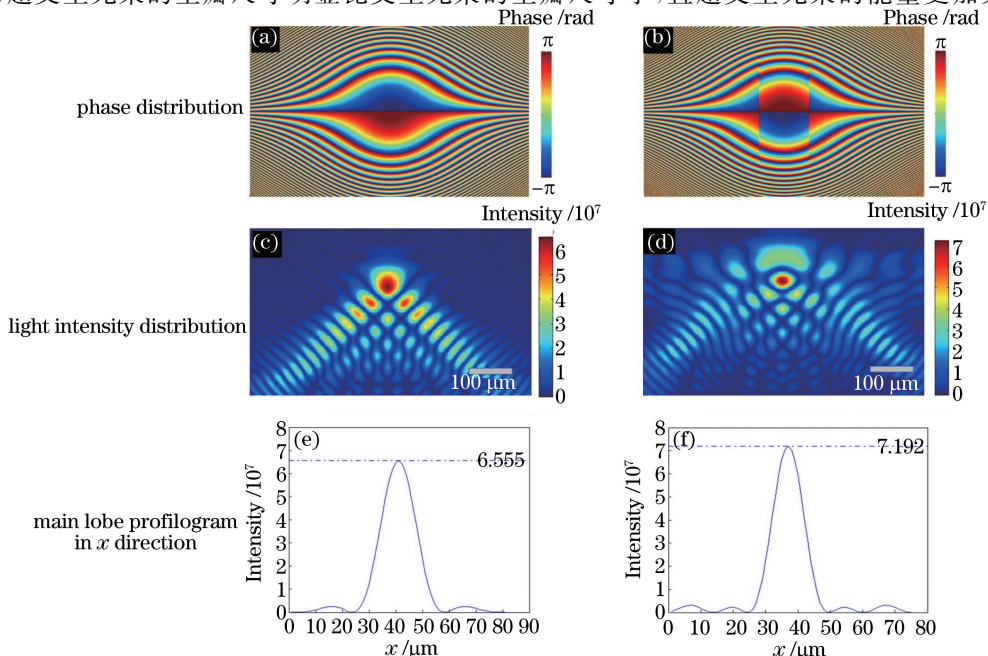 Phase /rad
Phase /rad
(a)
π
−π
(b)
π
−π
phase distribution
Intensity /10⁷
Intensity /10⁷
(c)
6
5
4
3
2
1
0
100 μm
(d)
7
6
5
4
3
2
1
0
100 μm
light intensity distribution
(e)
6.555
8
7
6
5
4
3
2
1
0
Intensity /10⁷
0 10 20 30 40 50 60 70 80 90
x /μm
(f)
7.192
8
7
6
5
4
3
2
1
0
Intensity /10⁷
0 10 20 30 40 50 60 70 80
x /μm
main lobe profilogram
in x direction